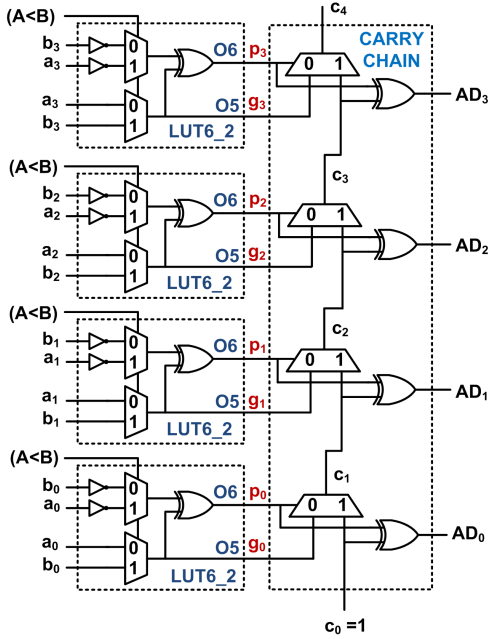 (A<B)
c₄
CARRY
CHAIN
b₃ 0 O6 p₃ 0 1
a₃ 1
AD₃
a₃ 0 O5 g₃
b₃ 1
LUT6_2
(A<B)
c₃
b₂ 0 O6 p₂ 0 1
a₂ 1
AD₂
a₂ 0 O5 g₂
b₂ 1
LUT6_2
(A<B)
c₂
b₁ 0 O6 p₁ 0 1
a₁ 1
AD₁
a₁ 0 O5 g₁
b₁ 1
LUT6_2
(A<B)
c₁
b₀ 0 O6 p₀ 0 1
a₀ 1
AD₀
a₀ 0 O5 g₀
b₀ 1
LUT6_2
c₀ =1